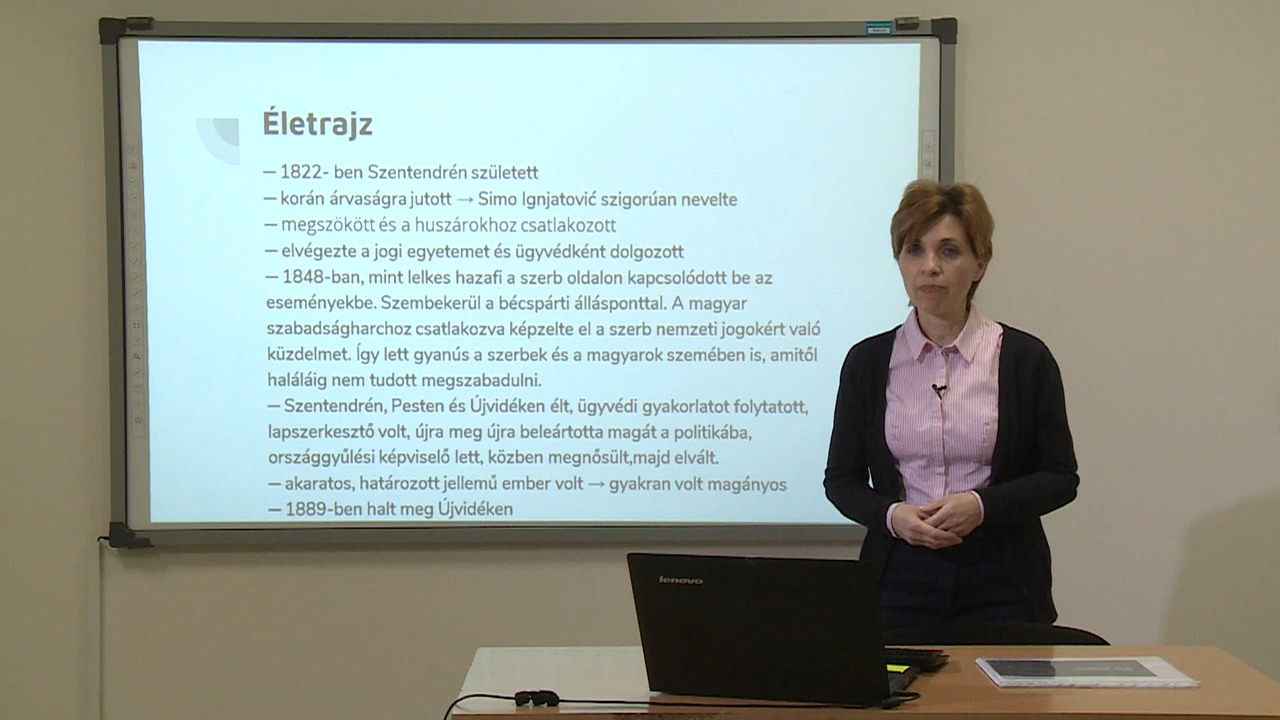 Életrajz
– 1822- ben Szentendrén született
– korán árvaságra jutott → Simo Ignjatović szigorúan nevelte
– megszökött és a huszárokhoz csatlakozott
– elvégezte a jogi egyetemet és ügyvédként dolgozott
– 1848-ban, mint lelkes hazafi a szerb oldalon kapcsolódott be az
eseményekbe. Szembekerül a bécspárti állásponttal. A magyar
szabadságharchoz csatlakozva képzelte el a szerb nemzeti jogokért való
küzdelmet. Így lett gyanús a szerbek és a magyarok szemében is, amitől
haláláig nem tudott megszabadulni.
– Szentendrén, Pesten és Újvidéken élt, ügyvédi gyakorlatot folytatott,
lapszerkesztő volt, újra meg újra beleártotta magát a politikába,
országgyűlési képviselő lett, közben megnősült,majd elvált.
– akaratos, határozott jellemű ember volt → gyakran volt magányos
– 1889-ben halt meg Újvidéken
lenovo